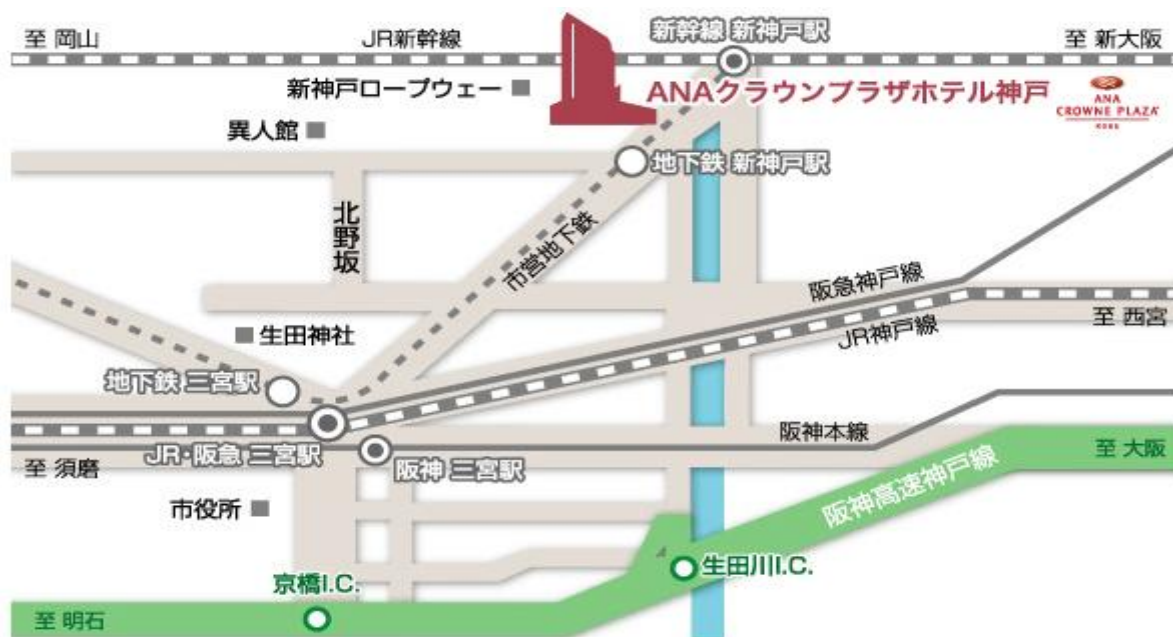 至 岡山
JR新幹線
新幹線 新神戸駅
至 新大阪
新神戸ロープウェー
ANAクラウンプラザホテル神戸
ANA
CROWNE PLAZA
KOBE
異人館
地下鉄 新神戸駅
北野坂
市営地下鉄
阪急神戸線
JR神戸線
至 西宮
生田神社
地下鉄 三宮駅
JR・阪急 三宮駅
阪神本線
至 須磨
阪神 三宮駅
至 大阪
阪神高速神戸線
市役所
生田川I.C.
京橋I.C.
至 明石